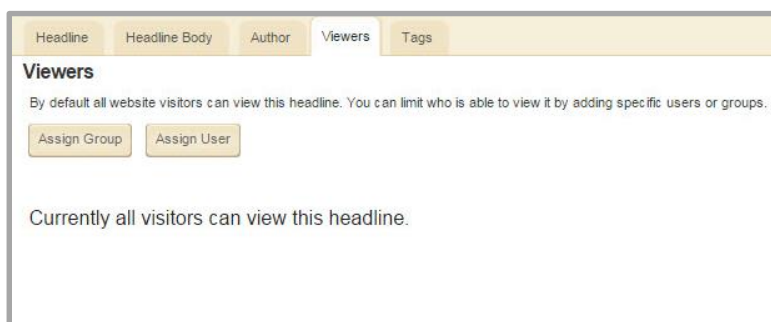 Headline Headline Body Author Viewers Tags
Viewers
By default all website visitors can view this headline. You can limit who is able to view it by adding specific users or groups.
Assign Group Assign User
Currently all visitors can view this headline.